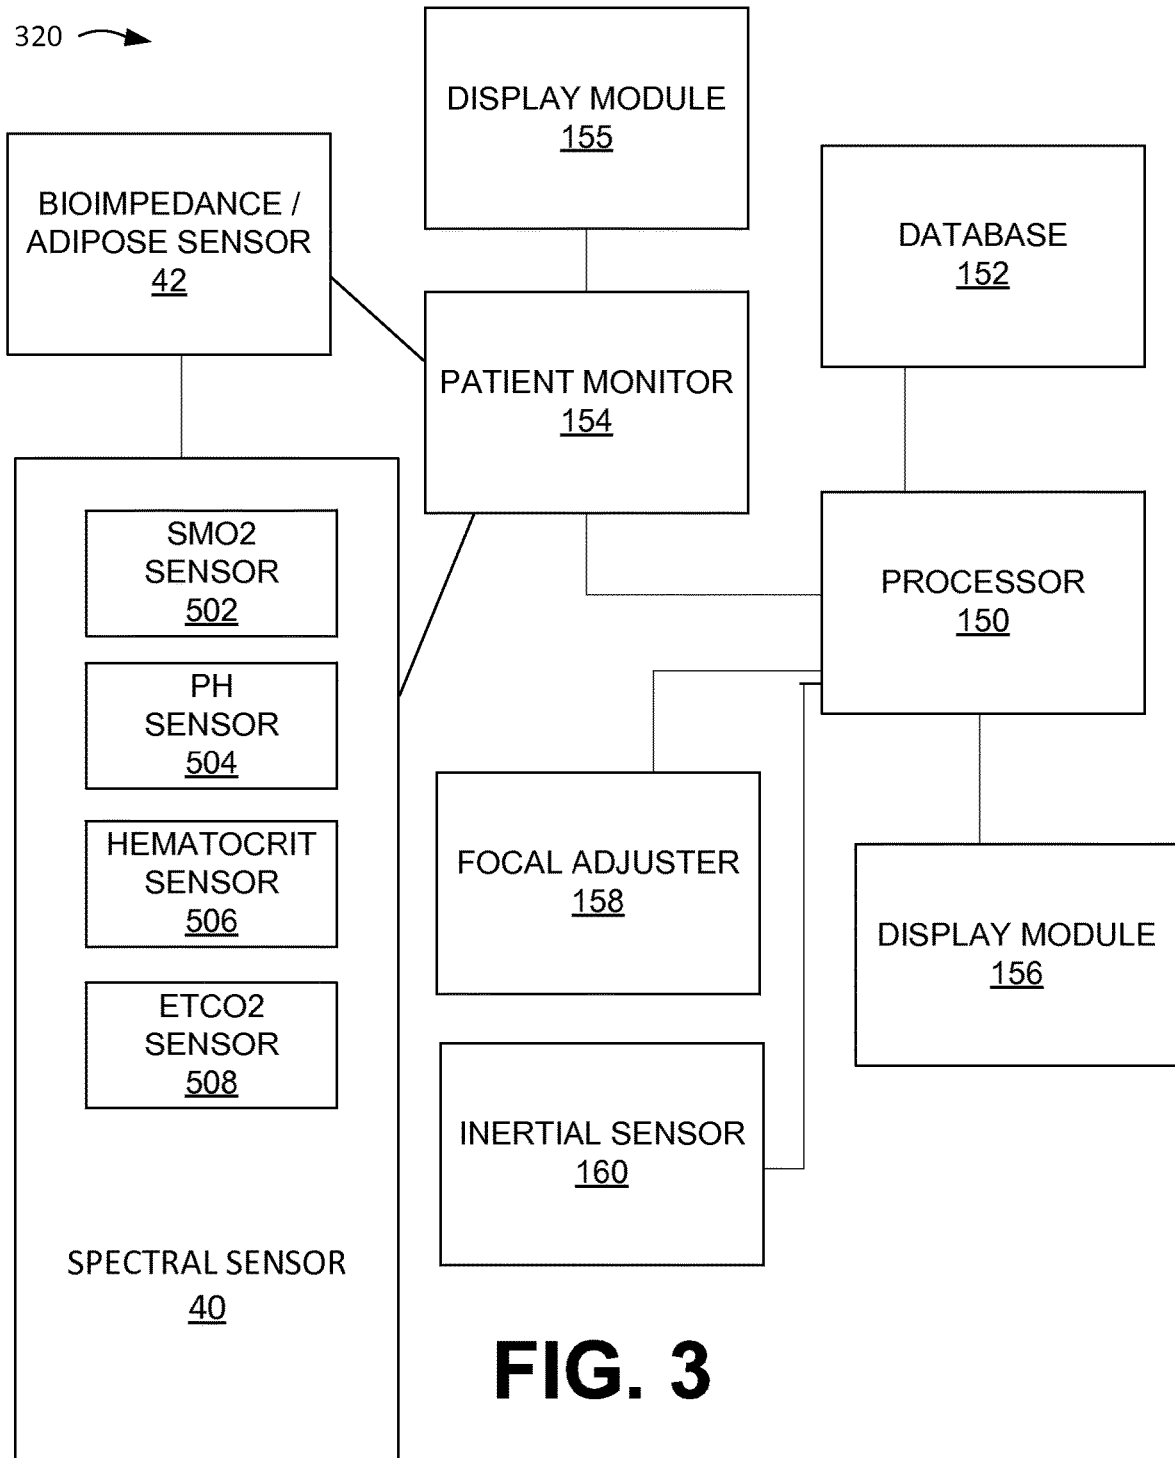 320
DISPLAY MODULE
155
BIOIMPEDANCE /
ADIPOSE SENSOR
42
DATABASE
152
PATIENT MONITOR
154
SMO2
SENSOR
502
PH
SENSOR
504
HEMATOCRIT
SENSOR
506
ETCO2
SENSOR
508
SPECTRAL SENSOR
40
PROCESSOR
150
FOCAL ADJUSTER
158
DISPLAY MODULE
156
INERTIAL SENSOR
160
FIG. 3